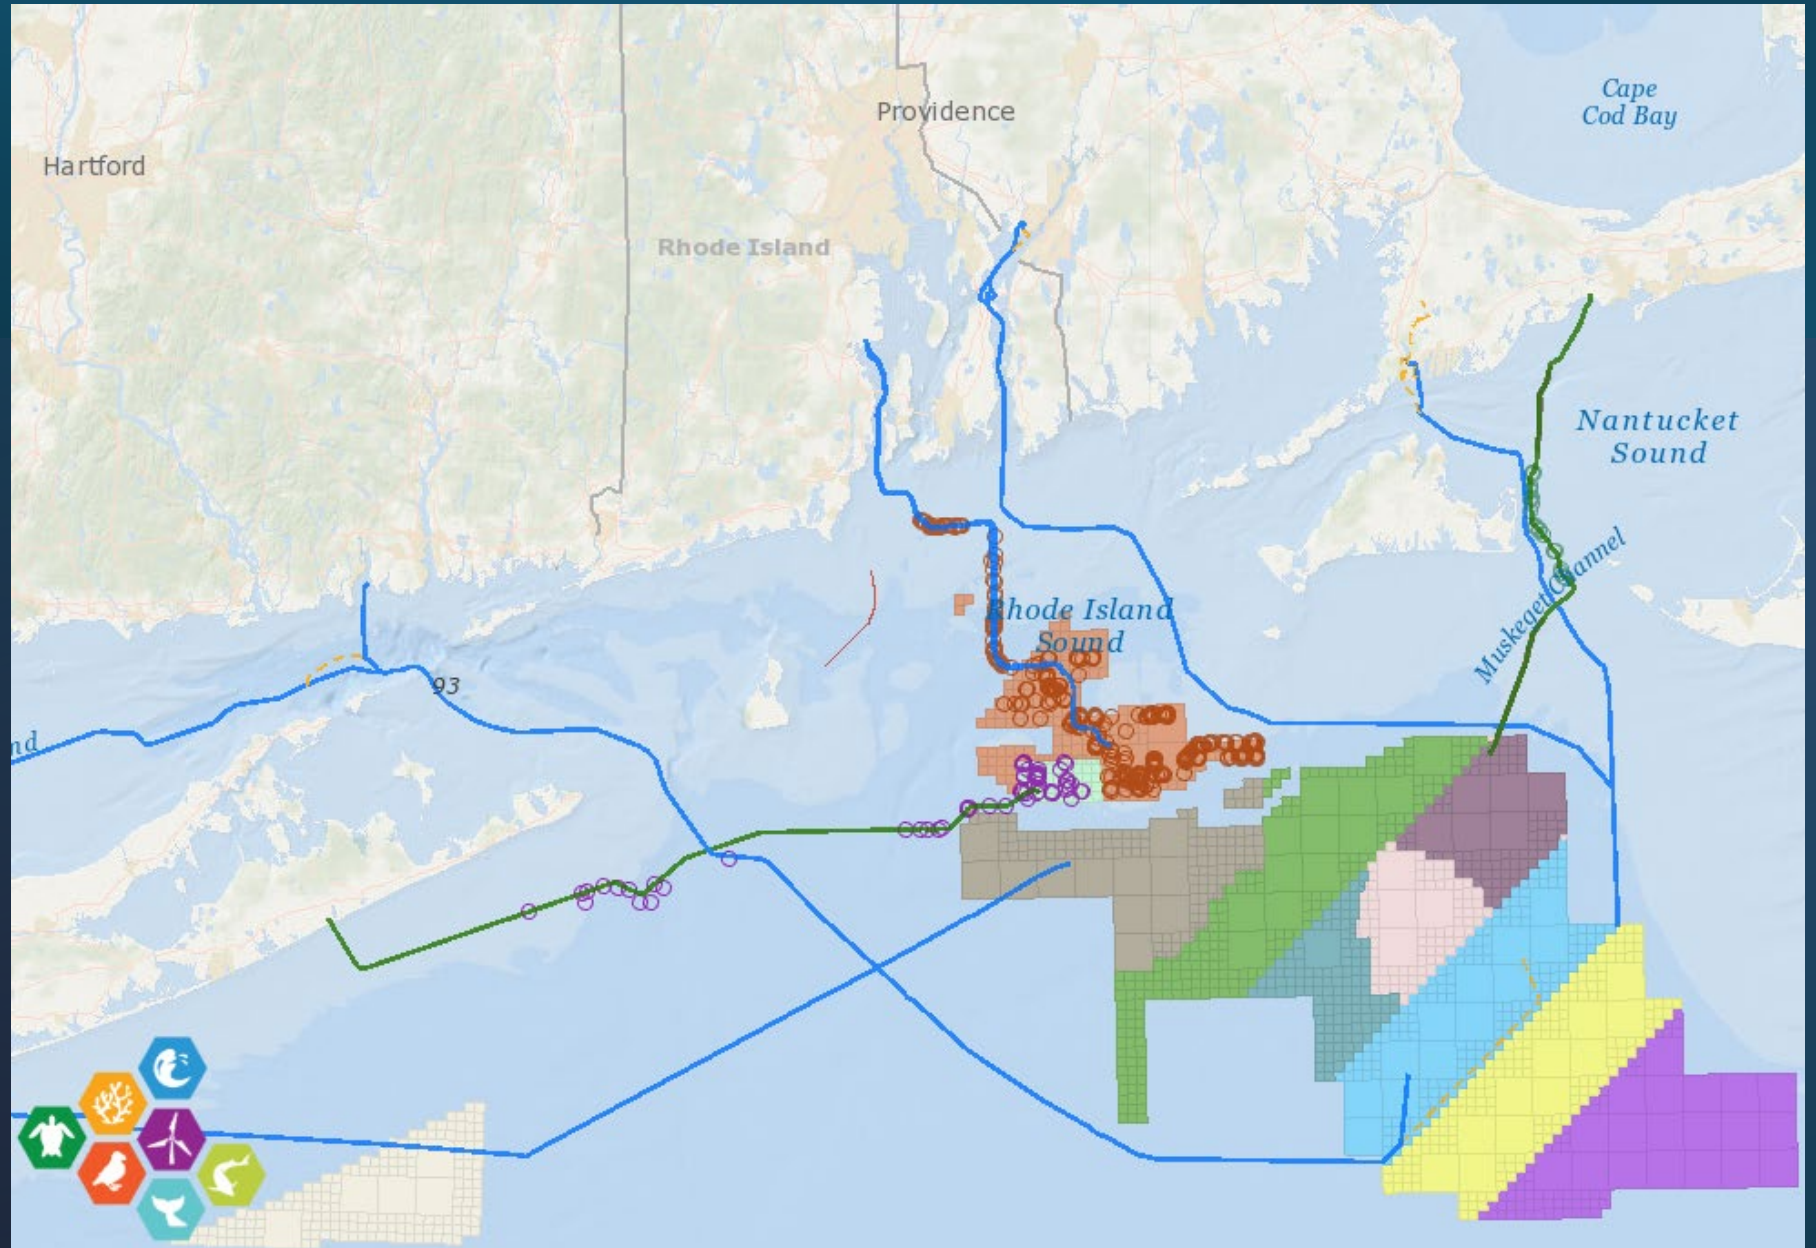 Cape
Cod Bay
Providence
Hartford
Rhode Island
Nantucket
Sound
Muskeget Channel
Rhode Island
Sound
93
nd